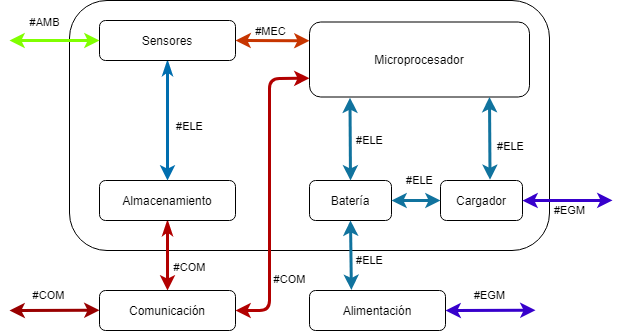 #AMB
Sensores
#MEC
Microprocesador
#ELE
#ELE
#ELE
#ELE
Almacenamiento
Batería
Cargador
#EGM
#COM
#ELE
#COM
#COM
Comunicación
Alimentación
#EGM